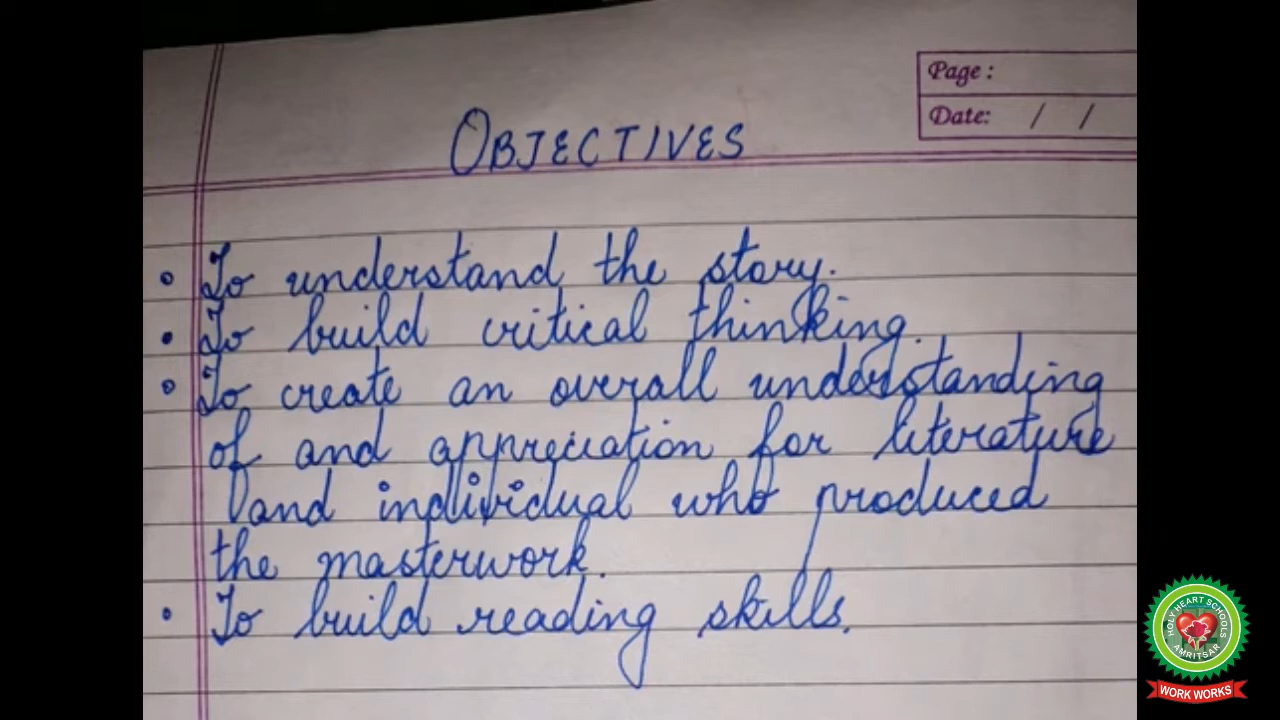 Page :
Date: / /
OBJECTIVES
• To understand the story.
• To build critical thinking.
• To create an overall understanding
of and appreciation for literature
and individual who produced
the masterwork.
• To build reading skills.
HOLY HEART SCHOOLS
AMRITSAR
WORK WORKS